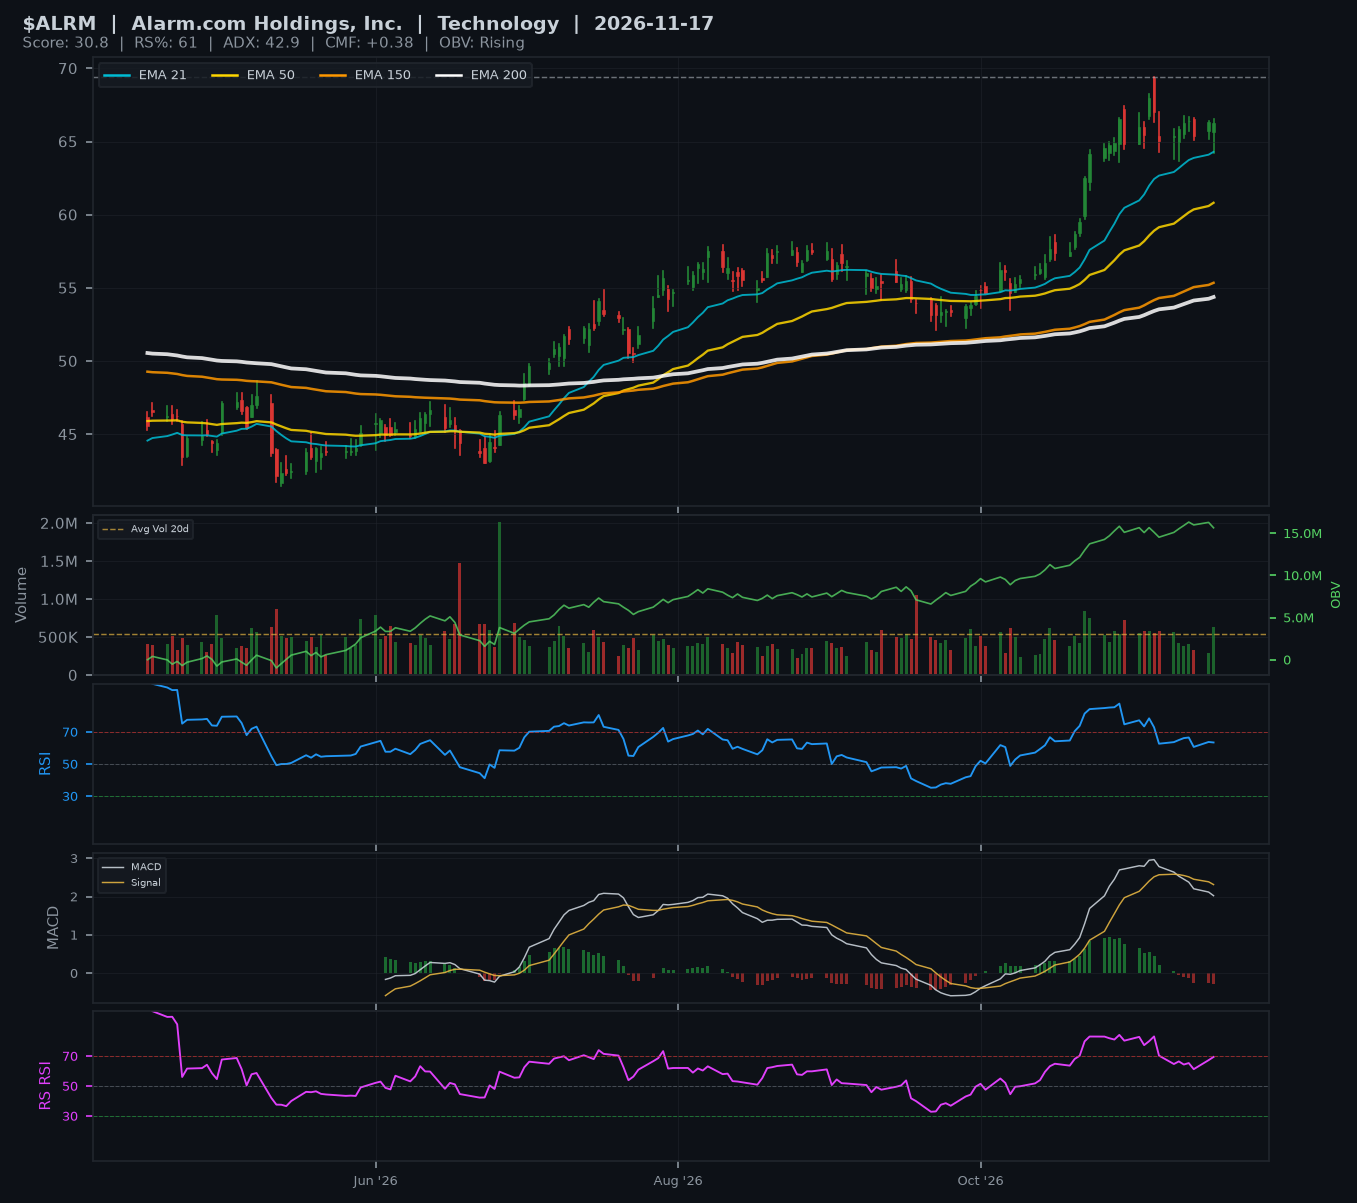 $ALRM | Alarm.com Holdings, Inc. | Technology | 2026-11-17
Score: 30.8 | RS%: 61 | ADX: 42.9 | CMF: +0.38 | OBV: Rising
EMA 21 EMA 50 EMA 150 EMA 200
70
65
60
55
50
45
Avg Vol 20d
2.0M
1.5M
1.0M
500K
0
Volume
15.0M
10.0M
5.0M
0
OBV
70
50
30
RSI
MACD
Signal
3
2
1
0
MACD
70
50
30
RS RSI
Jun '26 Aug '26 Oct '26